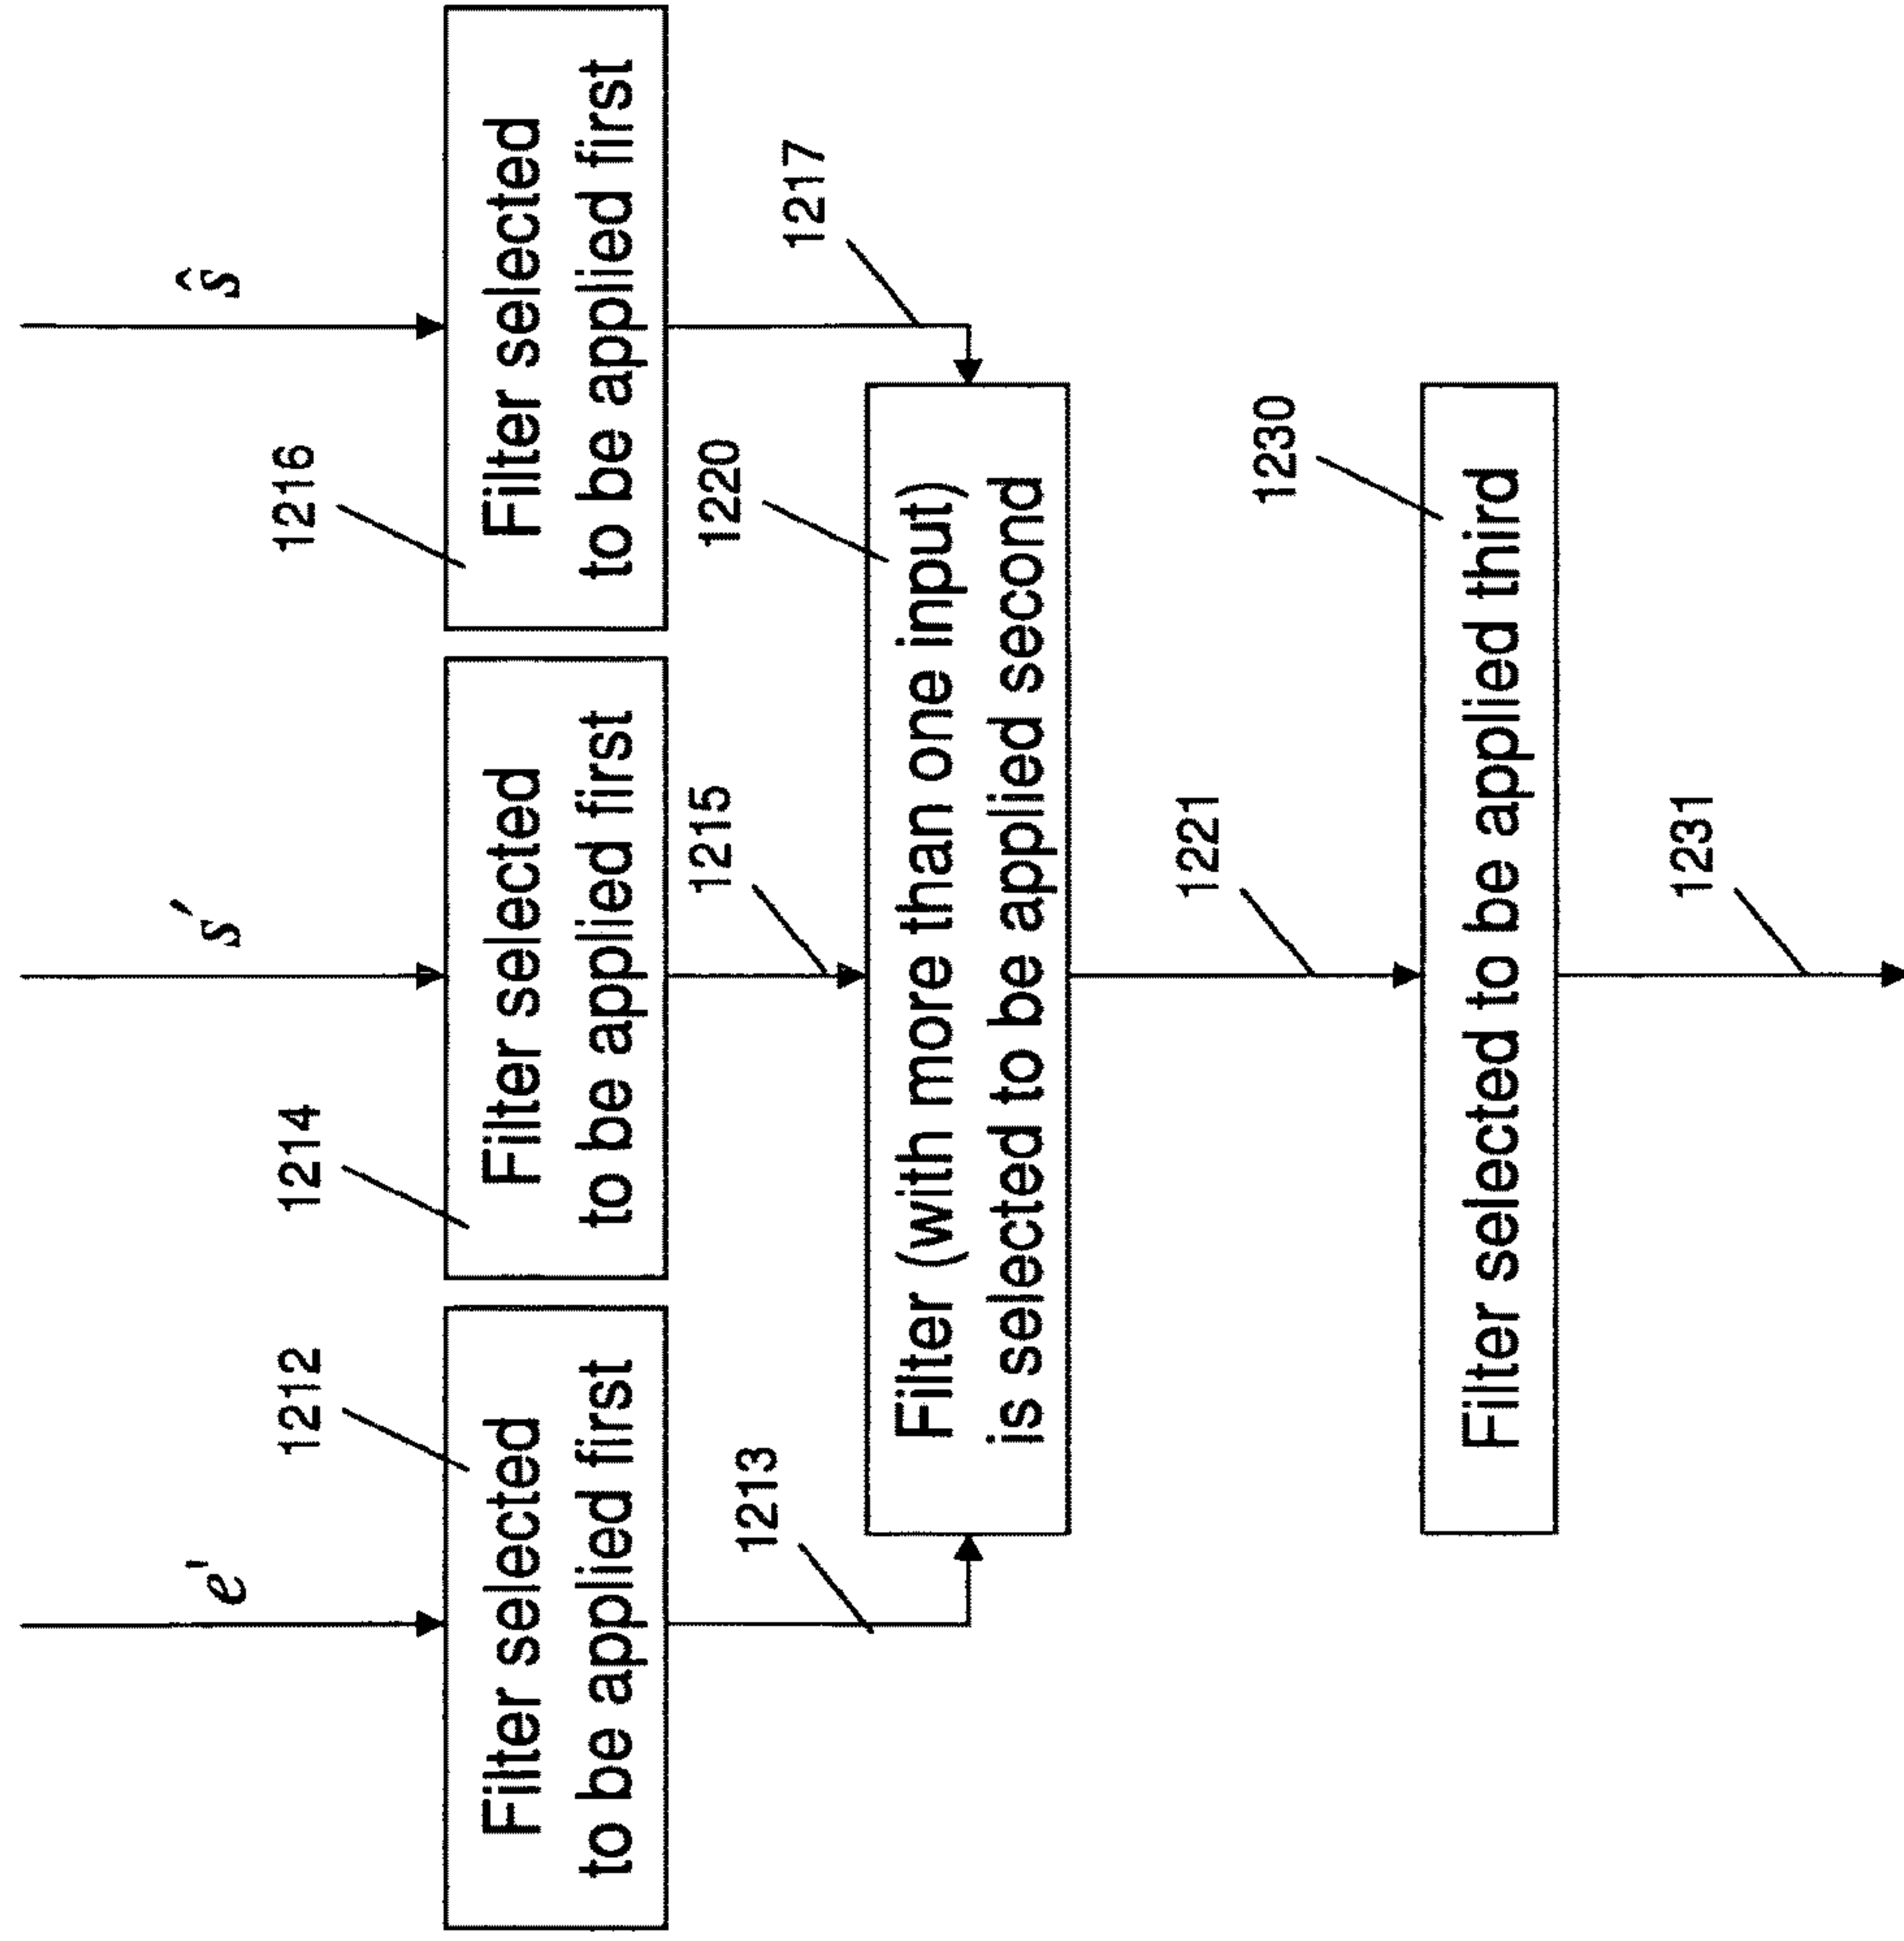 e'
s′
ŝ
1212
1214
1216
Filter selected
to be applied first
Filter selected
to be applied first
Filter selected
to be applied first
1213
1215
1217
1220
Filter (with more than one input)
is selected to be applied second
1221
1230
Filter selected to be applied third
1231